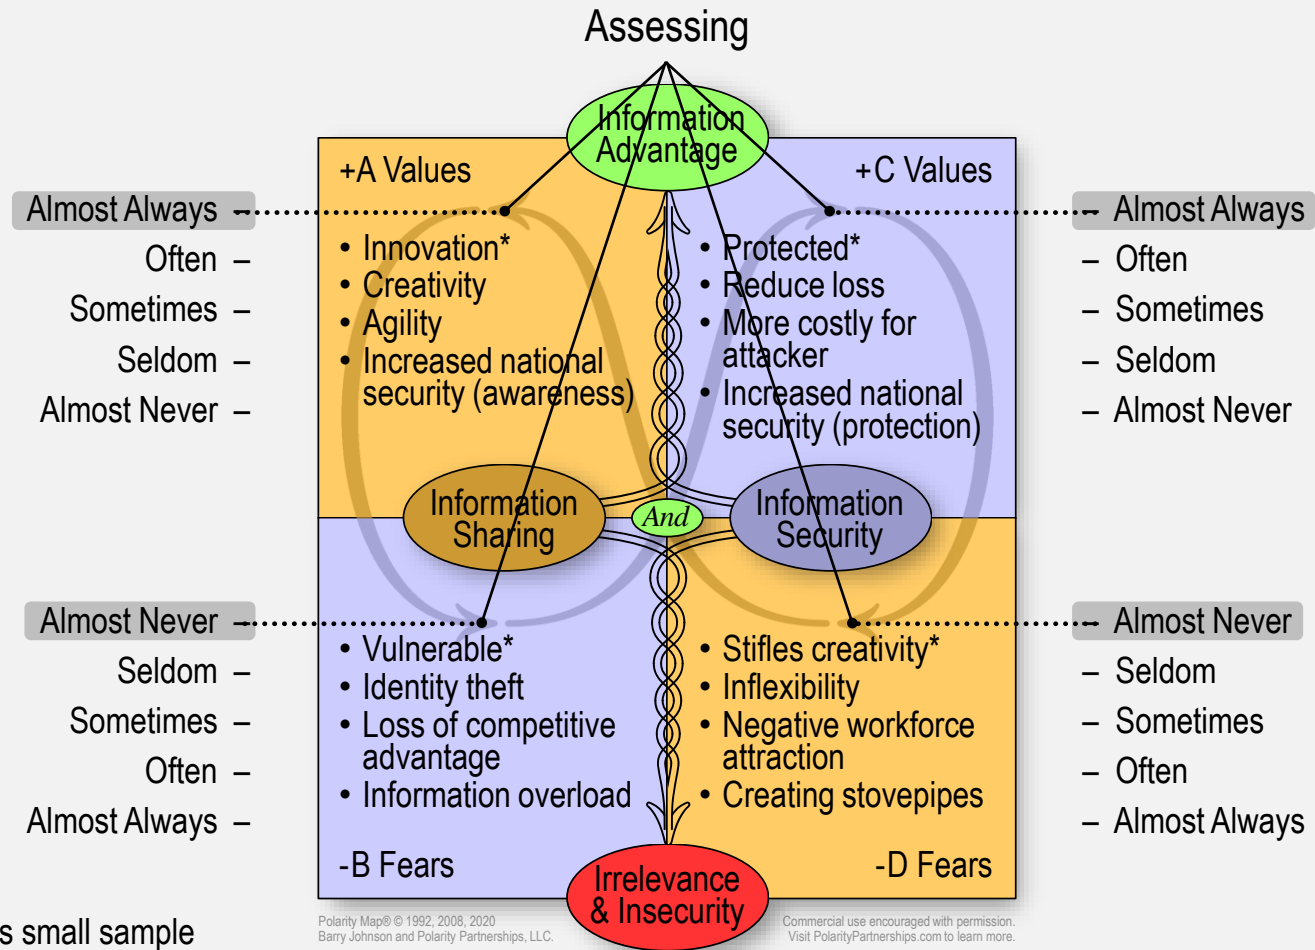 Assessing
Information
Advantage
+A Values
+C Values
Almost Always –
Often –
Sometimes –
Seldom –
Almost Never –
• Innovation*
• Creativity
• Agility
• Increased national
security (awareness)
• Protected*
• Reduce loss
• More costly for
attacker
• Increased national
security (protection)
– Almost Always
– Often
– Sometimes
– Seldom
– Almost Never
Information
Sharing
And
Information
Security
Almost Never –
Seldom –
Sometimes –
Often –
Almost Always –
• Vulnerable*
• Identity theft
• Loss of competitive
advantage
• Information overload
• Stifles creativity*
• Inflexibility
• Negative workforce
attraction
• Creating stovepipes
– Almost Never
– Seldom
– Sometimes
– Often
– Almost Always
-B Fears
-D Fears
Irrelevance
& Insecurity
s small sample
Polarity Map® © 1992, 2008, 2020
Barry Johnson and Polarity Partnerships, LLC.
Commercial use encouraged with permission.
Visit PolarityPartnerships.com to learn more.